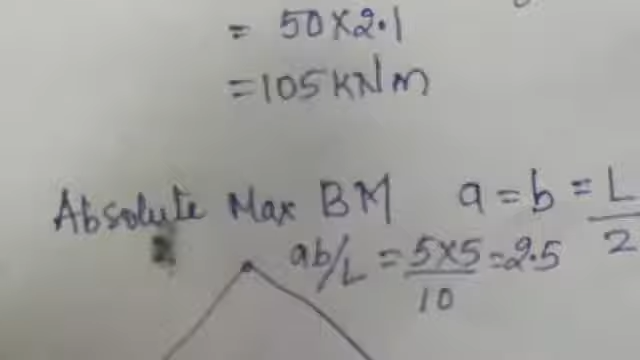 = 50×2.1
= 105 kNm
Absolute Max BM a = b = L/2
ab/L = 5×5/10 = 2.5